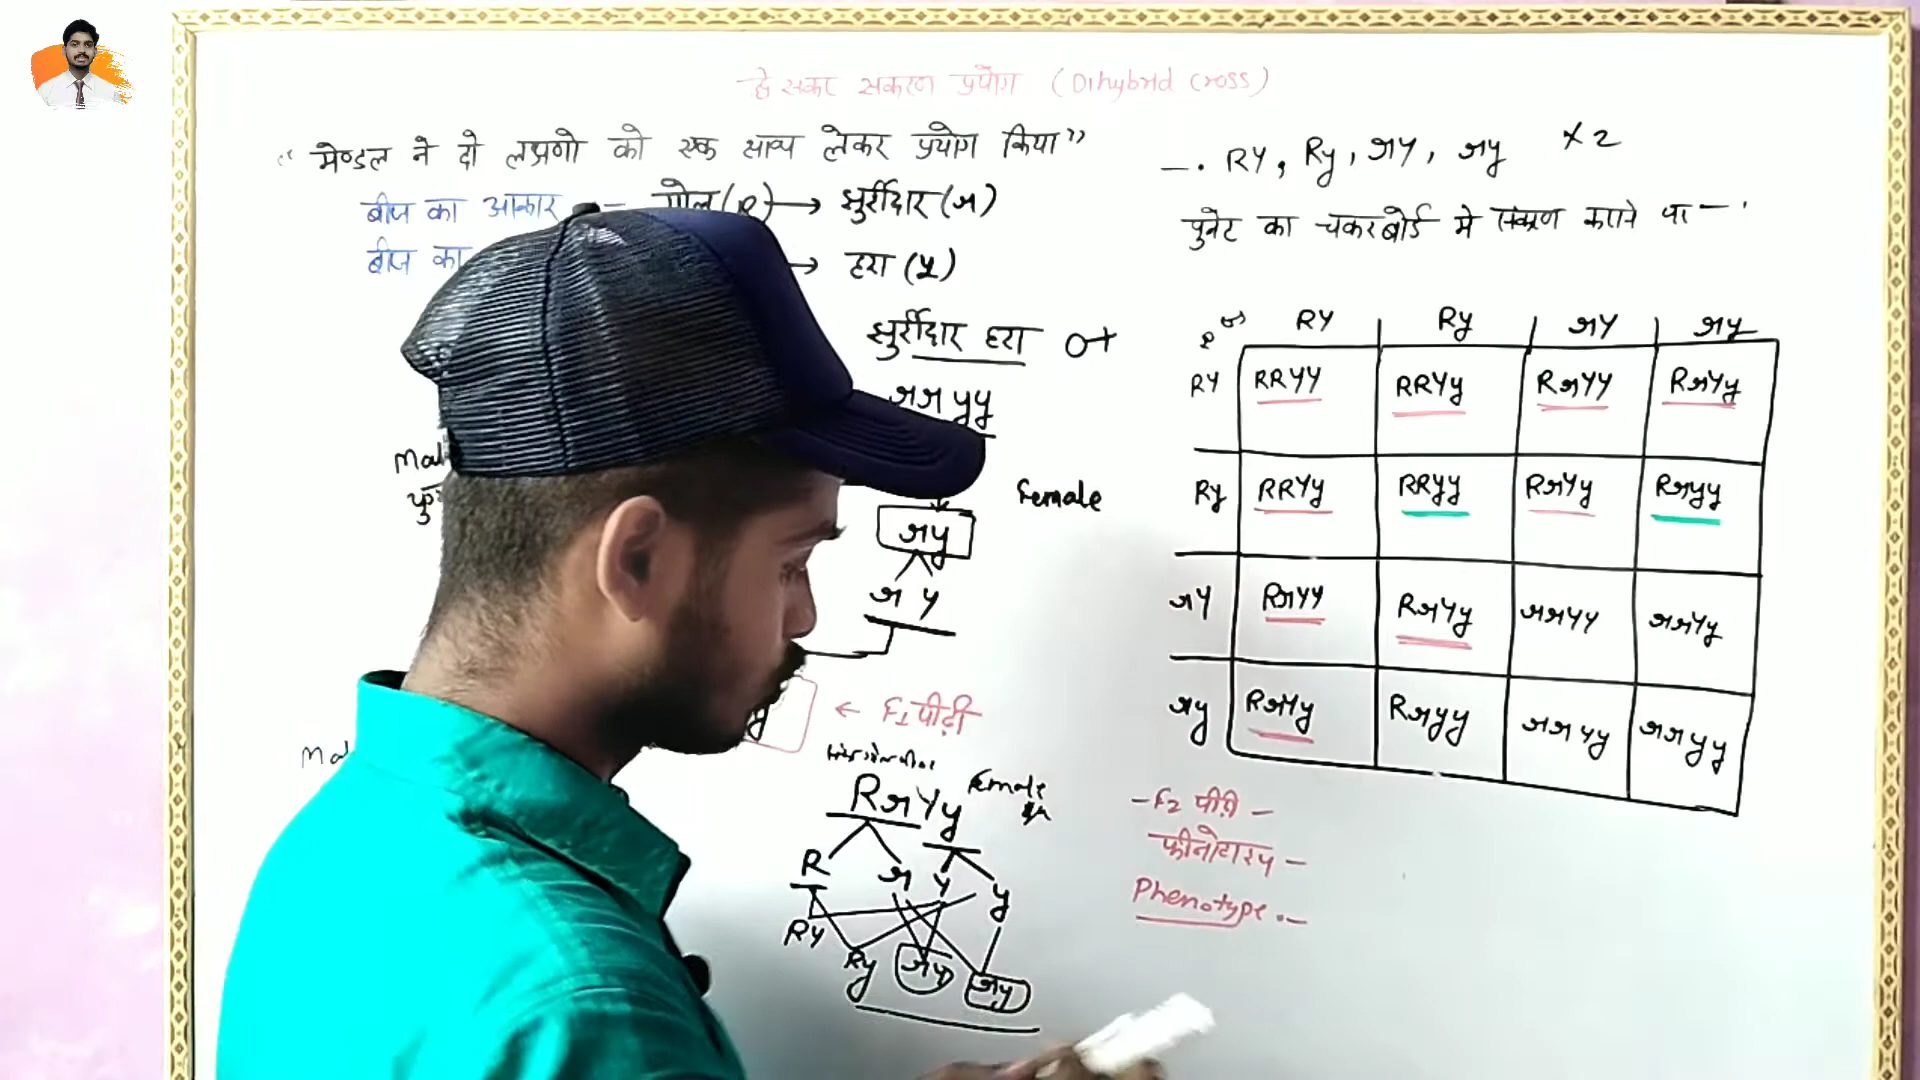 द्वि सकर सकरण प्रयोग (Dihybrid Cross)
“ मेण्डल ने दो लक्षणो को एक साथ लेकर प्रयोग किया”
बीज का आकार – गोल (R) → झुर्रीदार (r)
बीज का → हरा (y)
झुर्रीदार हरा
rr yy
Female
ry
r y
← F1 पीढ़ी
RrYy Female
R r Y y
RY Ry rY ry
–. RY, Ry, rY, ry ×2
पुनेट का चकरबोर्ड मे संकरण कराने पर –
RY Ry rY ry
RY RRYY RRYy RrYY RrYy
Ry RRYy RRyy RrYy Rryy
rY RrYY RrYy rrYY rrYy
ry RrYy Rryy rrYy rryy
– F2 पीढ़ी –
फीनोटाइप –
Phenotype .–